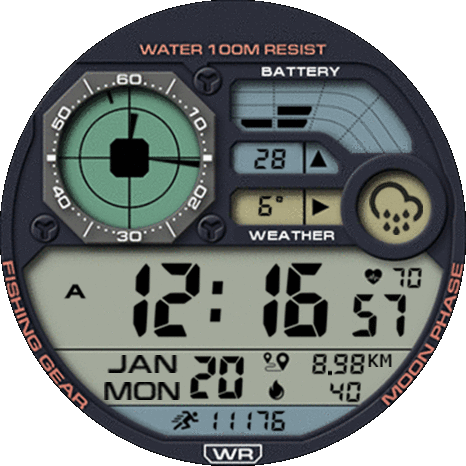 WATER 100M RESIST
BATTERY
60
50
10
40
20
30
28
6°
WEATHER
A 12:16 57
70
JAN
MON 20
8.98KM
40
11176
FISHING GEAR
MOON PHASE
WR